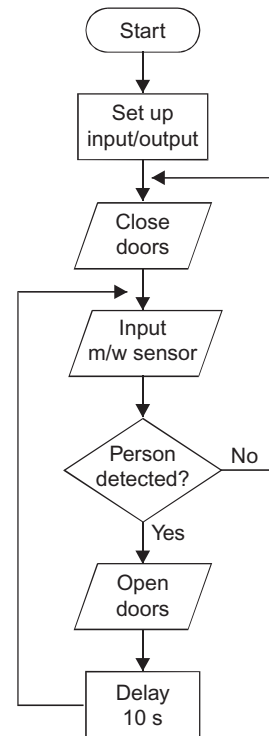 Start
Set up
input/output
Close
doors
Input
m/w sensor
Person
detected?
No
Yes
Open
doors
Delay
10 s